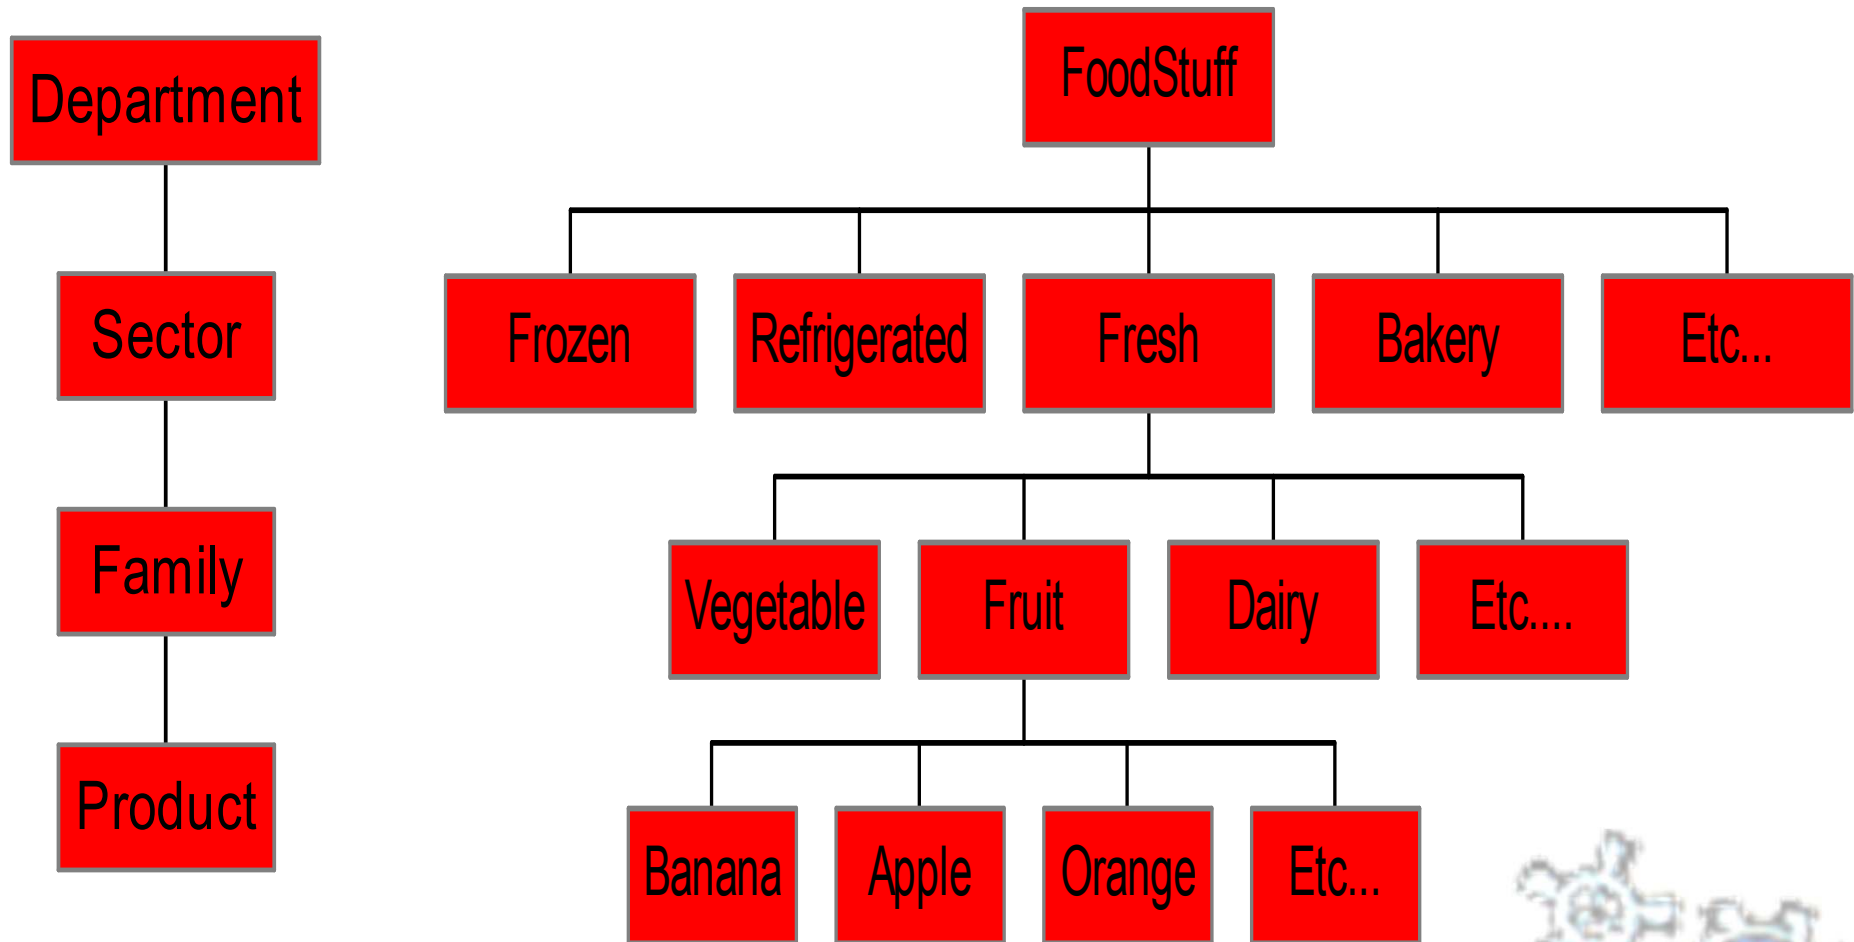 Department
Sector
Family
Product
FoodStuff
Frozen
Refrigerated
Fresh
Bakery
Etc...
Vegetable
Fruit
Dairy
Etc....
Banana
Apple
Orange
Etc...